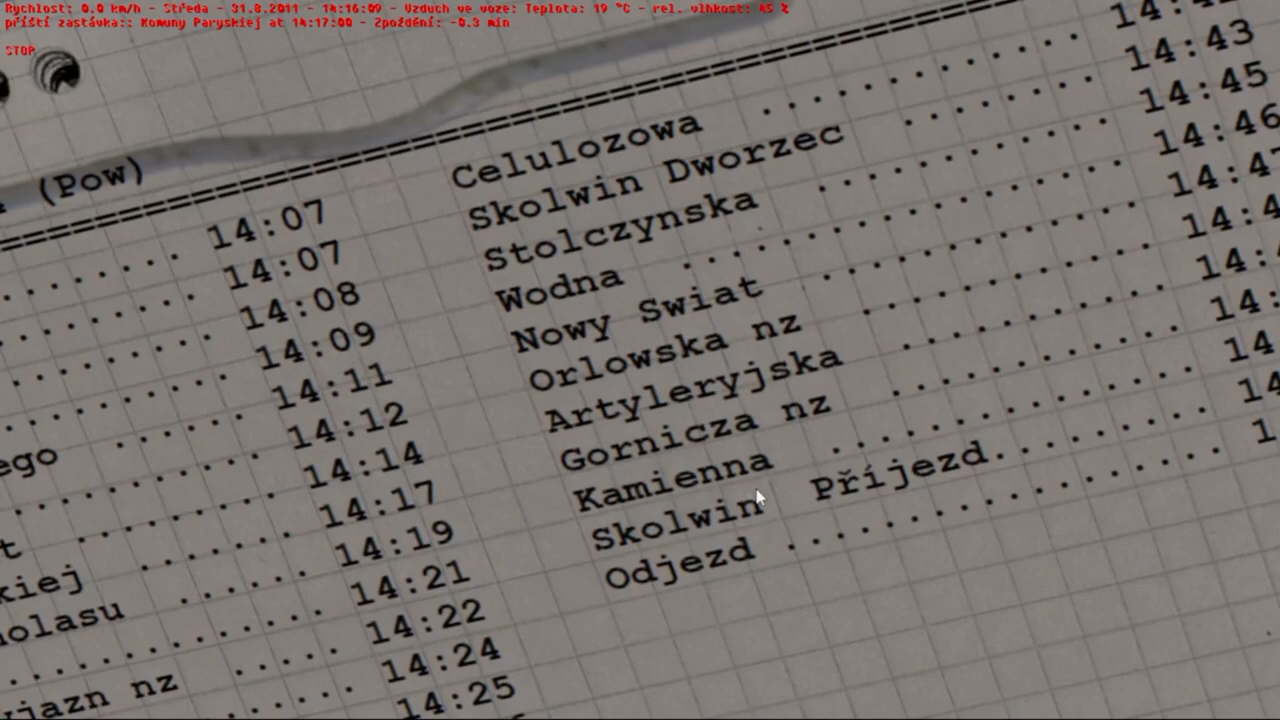 Rychlost: 0.0 km/h - Středa - 31.8.2011 - 14:16:09 - Vzduch ve voze: Teplota: 19 °C - rel. vlhkost: 45 %
příští zastávka:: Komuny Paryskiej at 14:17:00 - Zpoždění: -0.3 min
STOP
(Pow)
14:07
14:07
14:08
14:09
ego 14:11
14:12
t 14:14
kiej 14:17
olasu 14:19
14:21
jazn nz 14:22
14:24
14:25
Celulozowa
Skolwin Dworzec 14:43
Stolczynska 14:45
Wodna 14:46
Nowy Swiat
Orlowska nz
Artyleryjska
Gornicza nz
Kamienna
Skolwin Příjezd
Odjezd